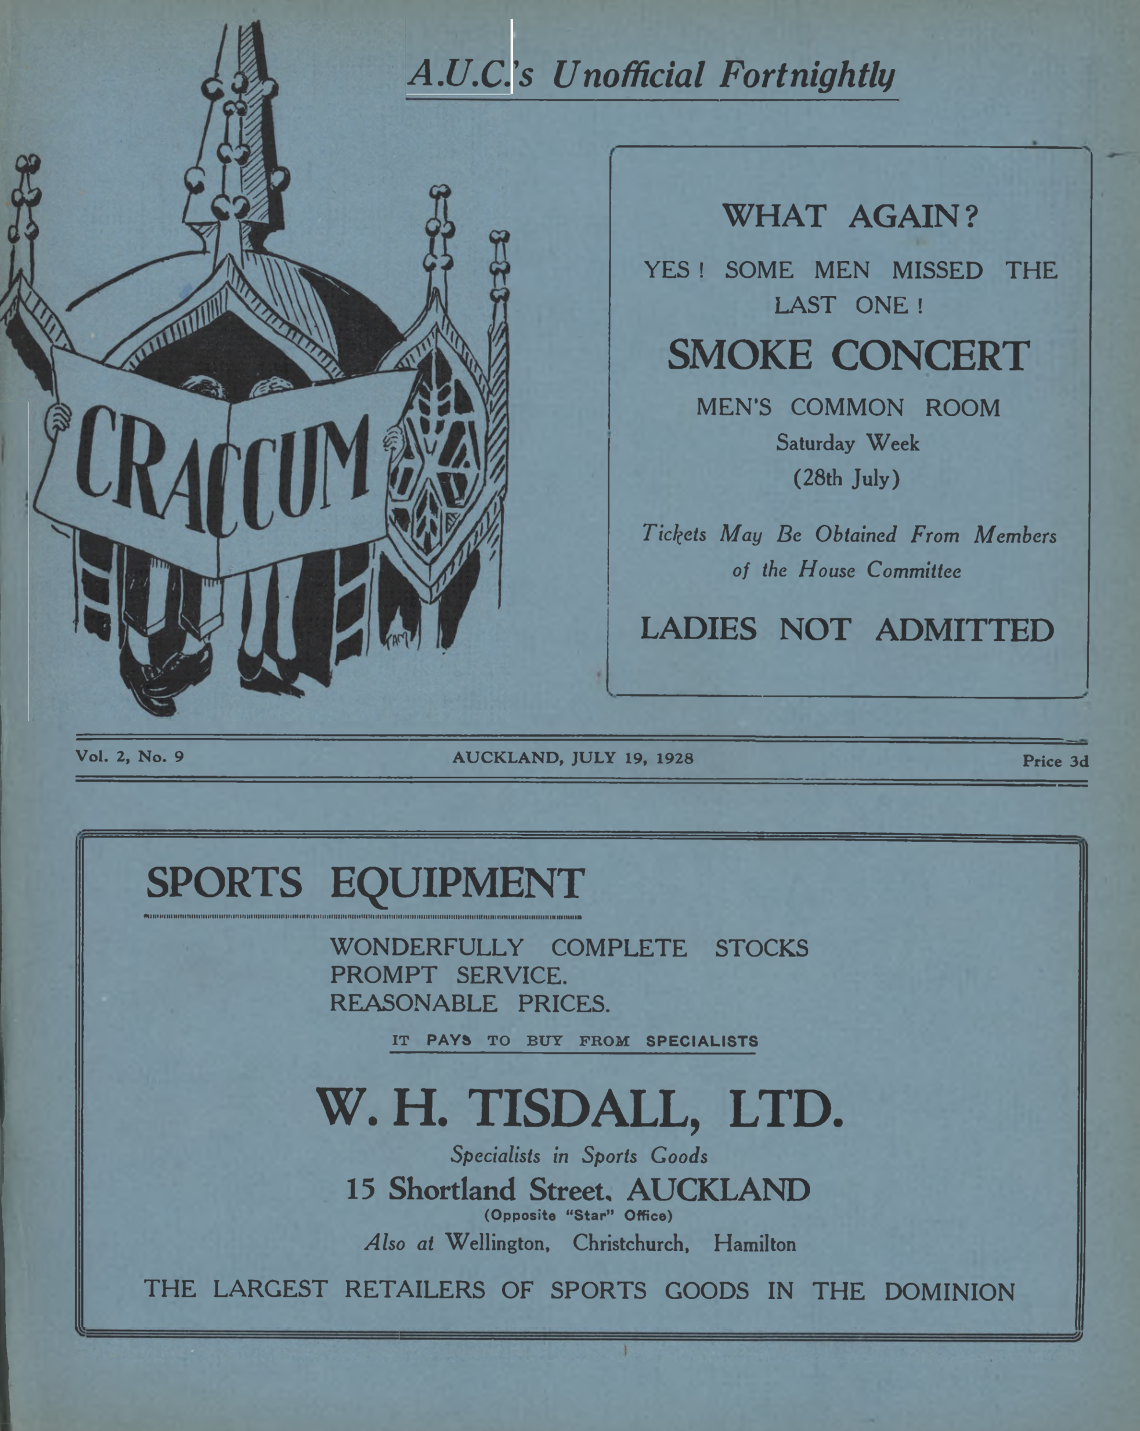 A.U.C.'s Unofficial Fortnightly
CRACCUM
WHAT AGAIN?
YES! SOME MEN MISSED THE
LAST ONE!
SMOKE CONCERT
MEN'S COMMON ROOM
Saturday Week
(28th July)
Tickets May Be Obtained From Members
of the House Committee
LADIES NOT ADMITTED
Vol. 2, No. 9 AUCKLAND, JULY 19, 1928 Price 3d
SPORTS EQUIPMENT
WONDERFULLY COMPLETE STOCKS
PROMPT SERVICE.
REASONABLE PRICES.
IT PAYS TO BUY FROM SPECIALISTS
W. H. TISDALL, LTD.
Specialists in Sports Goods
15 Shortland Street, AUCKLAND
(Opposite "Star" Office)
Also at Wellington, Christchurch, Hamilton
THE LARGEST RETAILERS OF SPORTS GOODS IN THE DOMINION